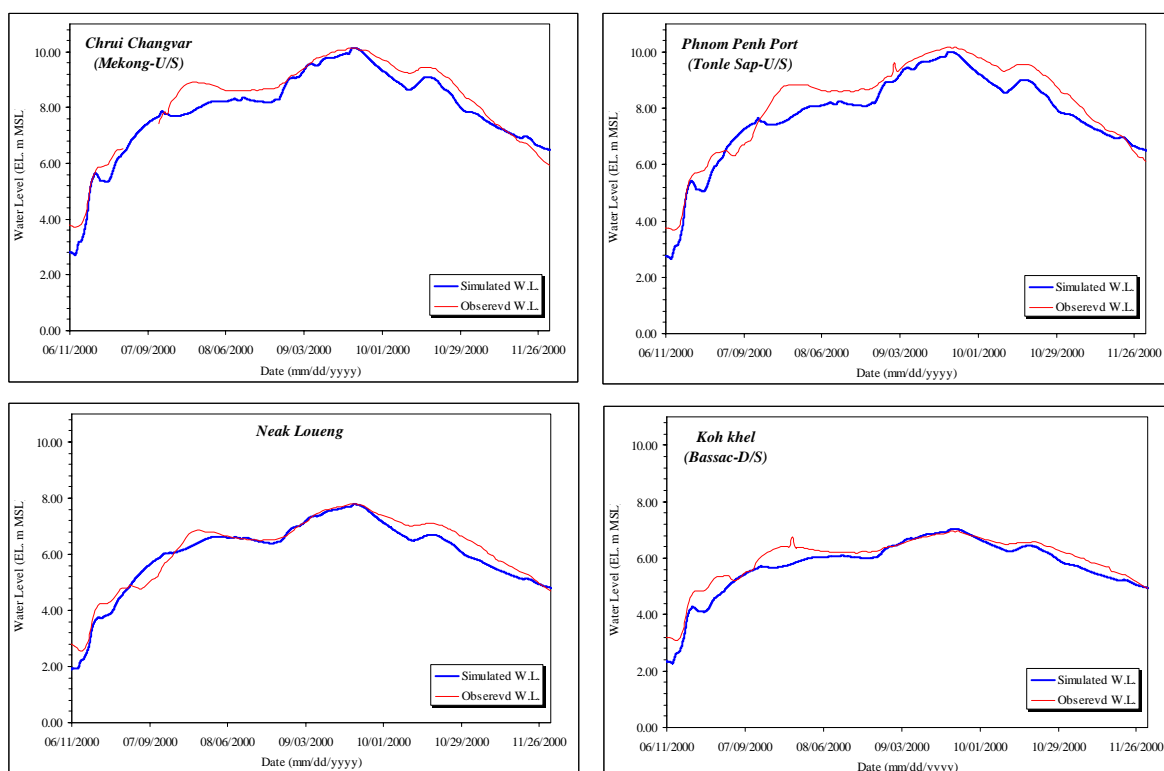 Chrui Changvar
(Mekong-U/S)
Water Level (EL. m MSL
10.00
8.00
6.00
4.00
2.00
0.00
06/11/2000 07/09/2000 08/06/2000 09/03/2000 10/01/2000 10/29/2000 11/26/2000
Date (mm/dd/yyyy)
Simulated W.L.
Obserevd W.L.
Phnom Penh Port
(Tonle Sap-U/S)
Water Level (EL. m MSL
10.00
8.00
6.00
4.00
2.00
0.00
06/11/2000 07/09/2000 08/06/2000 09/03/2000 10/01/2000 10/29/2000 11/26/2000
Date (mm/dd/yyyy)
Simulated W.L.
Obserevd W.L.
Neak Loueng
Water Level (EL. m MSL
10.00
8.00
6.00
4.00
2.00
0.00
06/11/2000 07/09/2000 08/06/2000 09/03/2000 10/01/2000 10/29/2000 11/26/2000
Date (mm/dd/yyyy)
Simulated W.L.
Obserevd W.L.
Koh khel
(Bassac-D/S)
Water Level (EL. m MSL
10.00
8.00
6.00
4.00
2.00
0.00
06/11/2000 07/09/2000 08/06/2000 09/03/2000 10/01/2000 10/29/2000 11/26/2000
Date (mm/dd/yyyy)
Simulated W.L.
Obserevd W.L.